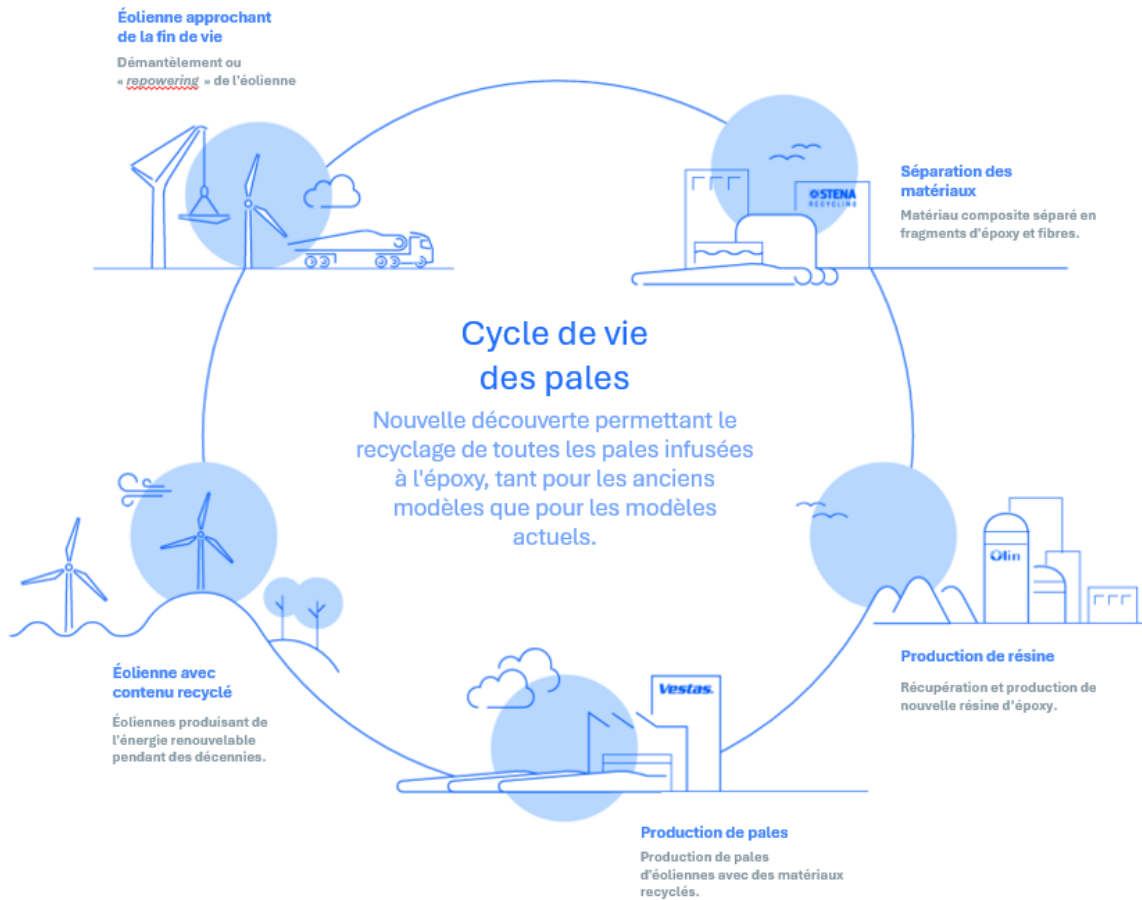 Éolienne approchant
de la fin de vie
Démantèlement ou
« repowering » de l'éolienne
STENA
RECYCLING
Séparation des
matériaux
Matériau composite séparé en
fragments d'époxy et fibres.
Cycle de vie
des pales
Nouvelle découverte permettant le
recyclage de toutes les pales infusées
à l'époxy, tant pour les anciens
modèles que pour les modèles
actuels.
Olin
Production de résine
Récupération et production de
nouvelle résine d'époxy.
Éolienne avec
contenu recyclé
Éoliennes produisant de
l'énergie renouvelable
pendant des décennies.
Vestas.
Production de pales
Production de pales
d'éoliennes avec des matériaux
recyclés.